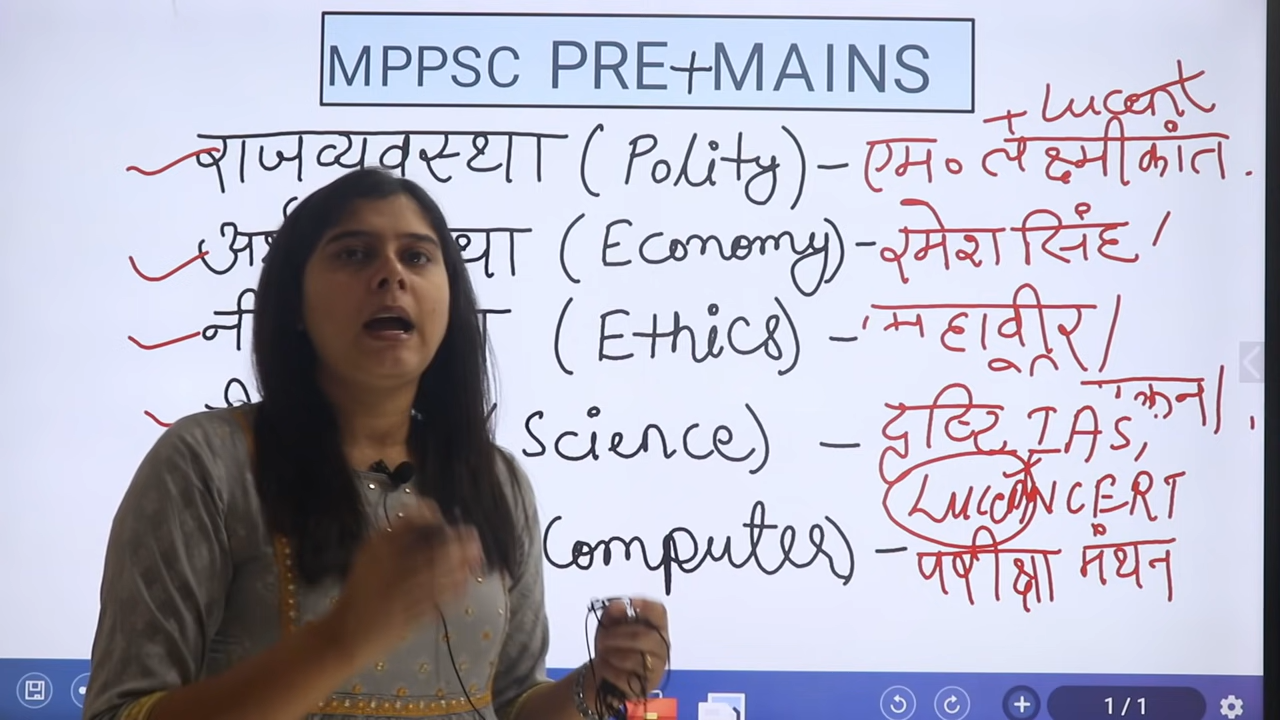 MPPSC PRE+MAINS
+ Lucent
राजव्यवस्था (Polity) - एम० लक्ष्मीकांत.
(Economy) - रमेश सिंह /
(Ethics) - महावीर /
Science) - दृष्टि IAS,
Lucent NCERT
Computer) - परीक्षा मंथन
1/1